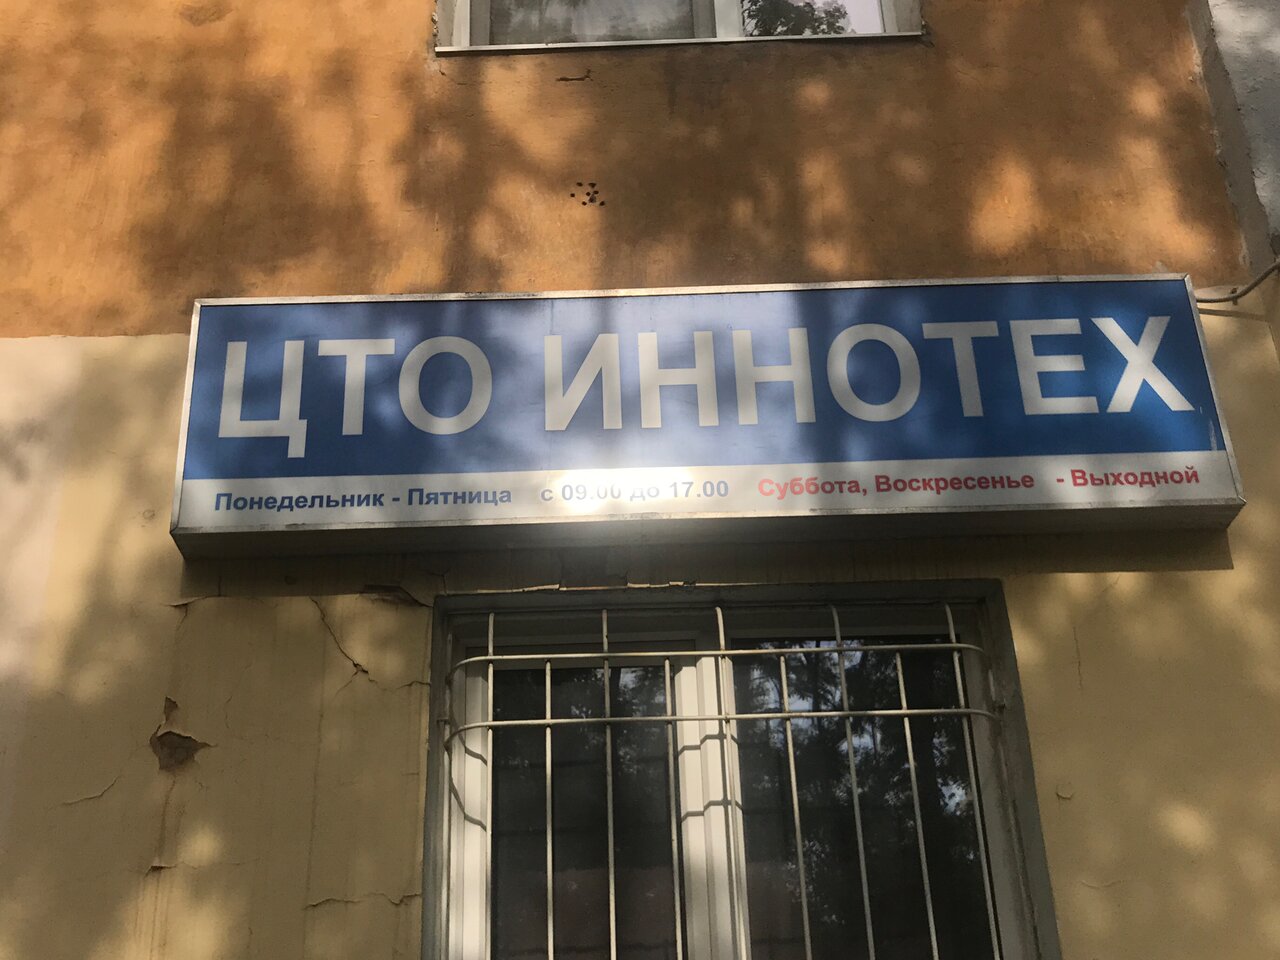 ЦТО ИННОТЕХ
Понедельник - Пятница с 09.00 до 17.00 Суббота, Воскресенье - Выходной